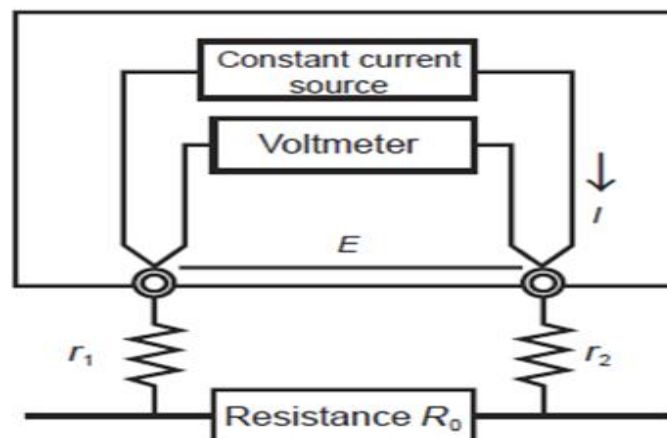 Constant current
source
Voltmeter
I
E
r₁
r₂
Resistance R₀